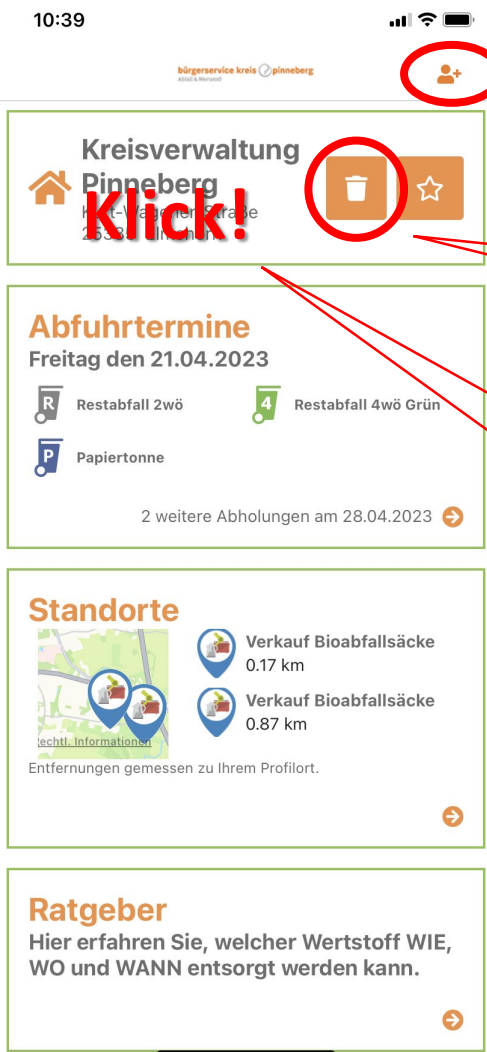 10:39
bürgerservice kreis pinneberg
Abfall & Wertstoff
Kreisverwaltung
Pinneberg
Klick!
Abfuhrtermine
Freitag den 21.04.2023
R Restabfall 2wö
4 Restabfall 4wö Grün
P Papiertonne
2 weitere Abholungen am 28.04.2023
Standorte
Verkauf Bioabfallsäcke
0.17 km
Verkauf Bioabfallsäcke
0.87 km
Informationen
Entfernungen gemessen zu Ihrem Profilort.
Ratgeber
Hier erfahren Sie, welcher Wertstoff WIE,
WO und WANN entsorgt werden kann.